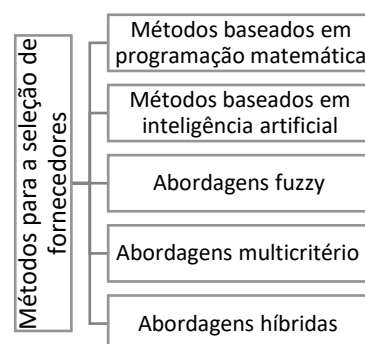 Métodos para a seleção de
fornecedores
Métodos baseados em
programação matemática
Métodos baseados em
inteligência artificial
Abordagens fuzzy
Abordagens multicritério
Abordagens híbridas